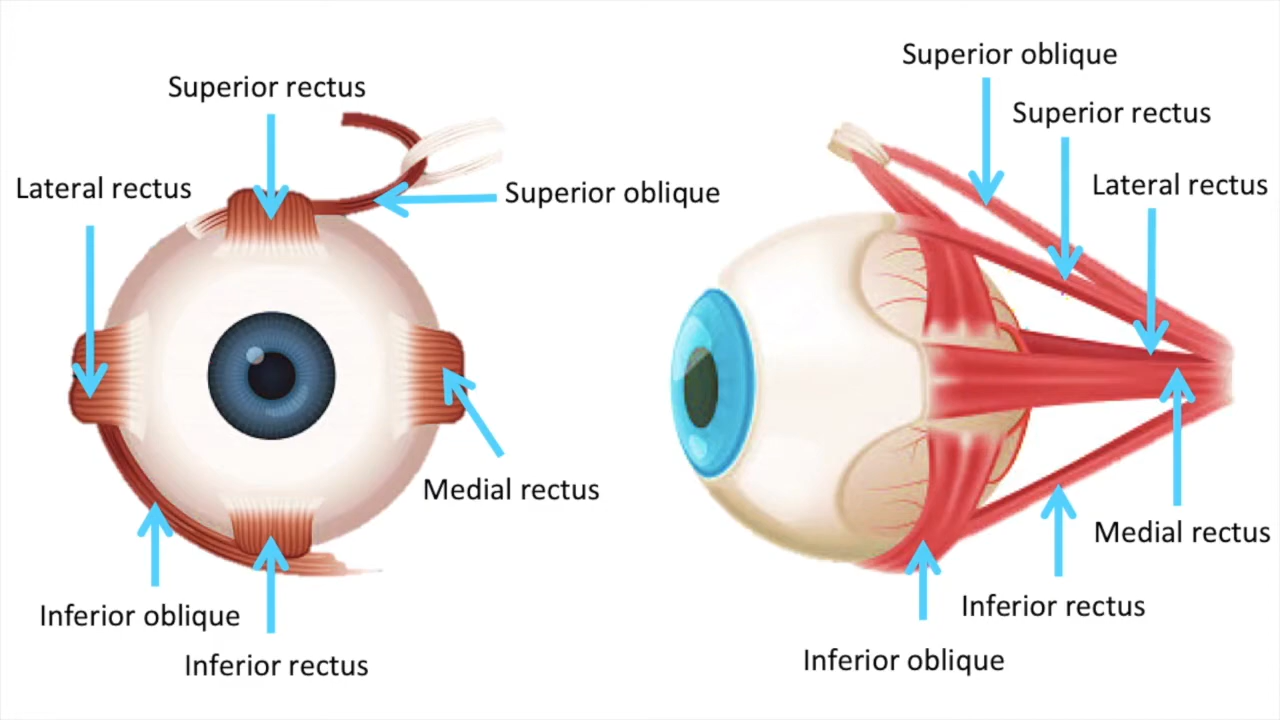 Superior rectus
Lateral rectus
Superior oblique
Medial rectus
Inferior oblique
Inferior rectus
Superior oblique
Superior rectus
Lateral rectus
Medial rectus
Inferior rectus
Inferior oblique